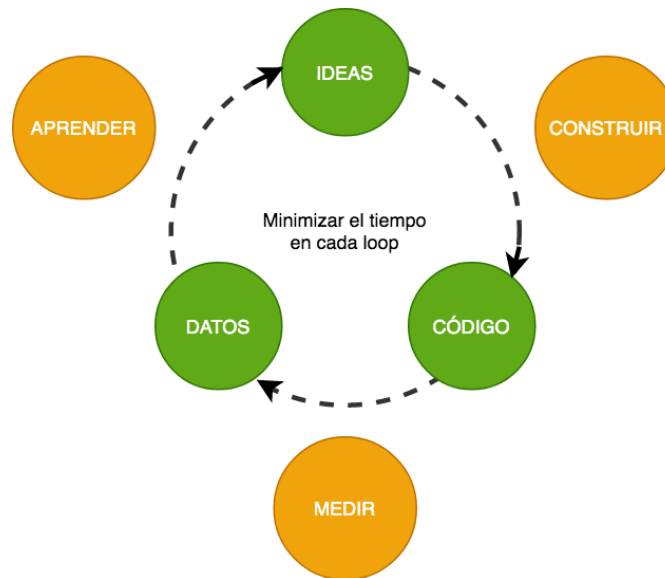 IDEAS
APRENDER
CONSTRUIR
Minimizar el tiempo
en cada loop
DATOS
CÓDIGO
MEDIR